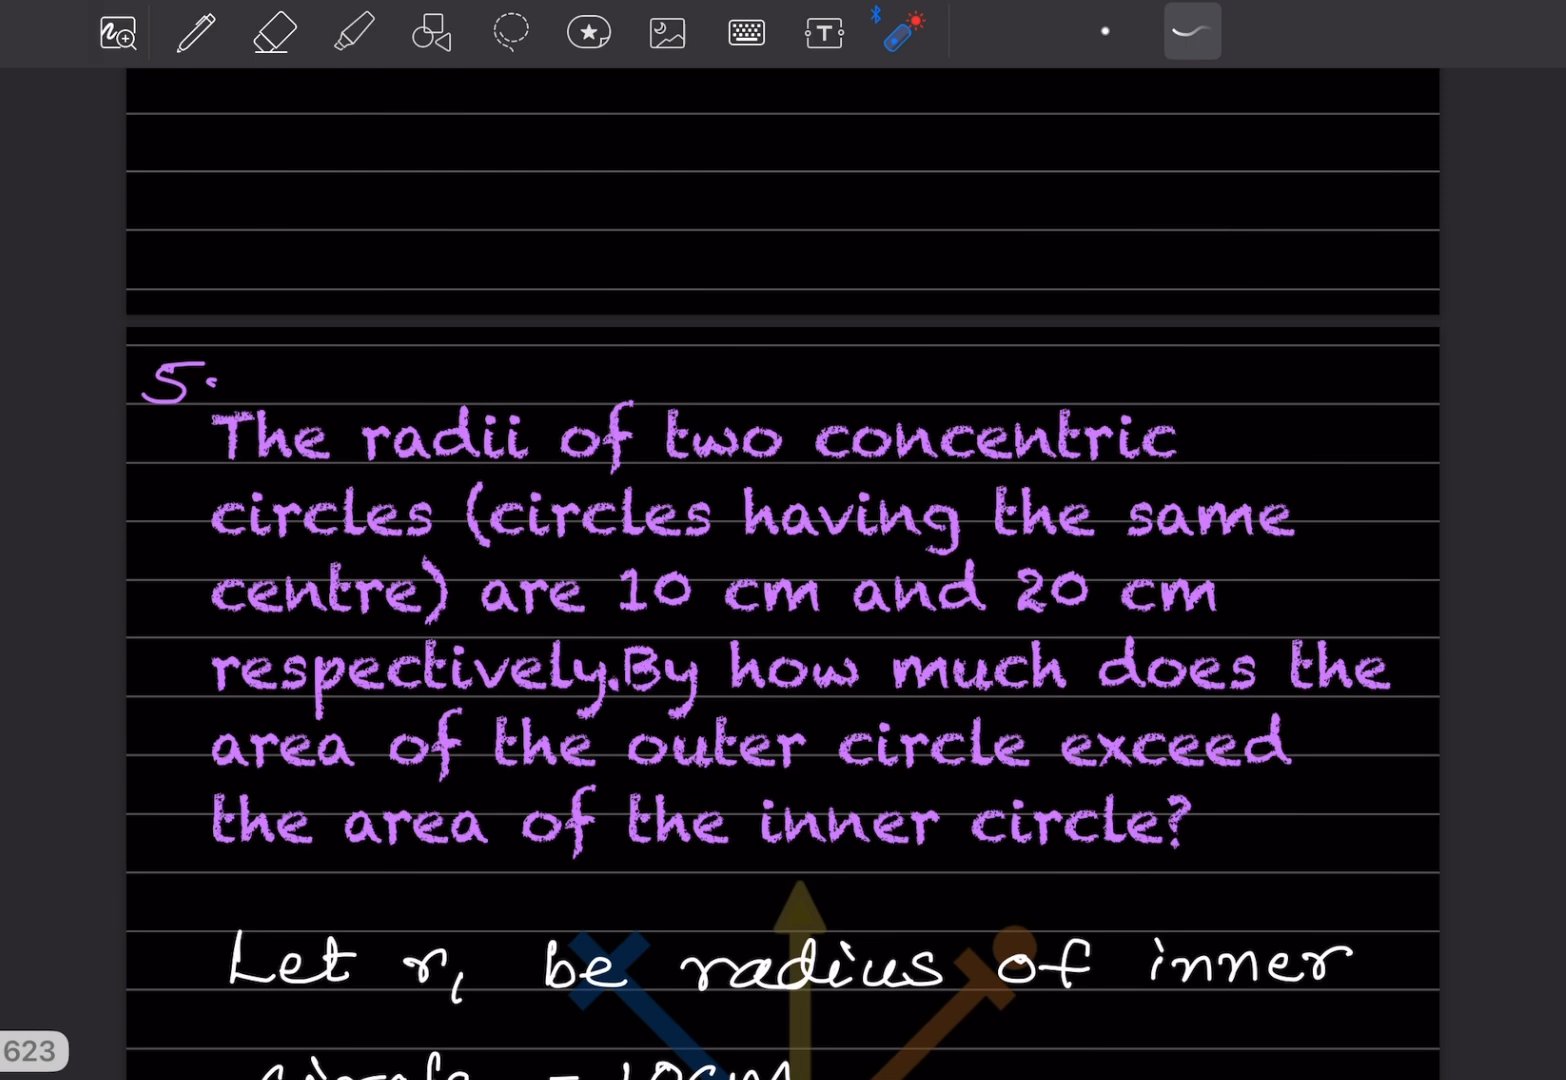 5.
The radii of two concentric
circles (circles having the same
centre) are 10 cm and 20 cm
respectively.By how much does the
area of the outer circle exceed
the area of the inner circle?
Let r₁ be radius of inner
circle = 10cm
623